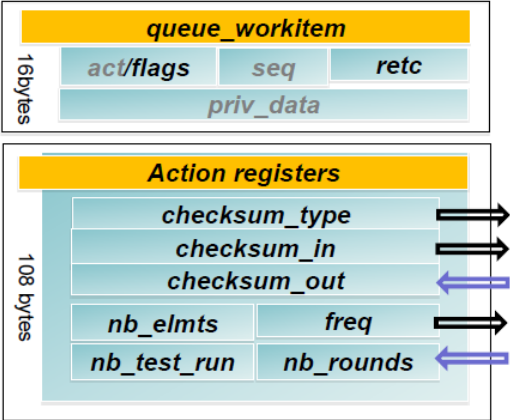 queue_workitem
16bytes
act/flags seq retc
priv_data
Action registers
108 bytes
checksum_type
checksum_in
checksum_out
nb_elmts freq
nb_test_run nb_rounds